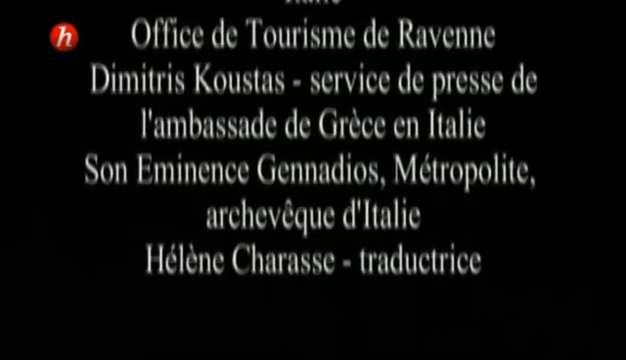 Italie
h
Office de Tourisme de Ravenne
Dimitris Koustas - service de presse de
l'ambassade de Grèce en Italie
Son Eminence Gennadios, Métropolite,
archevêque d'Italie
Hélène Charasse - traductrice